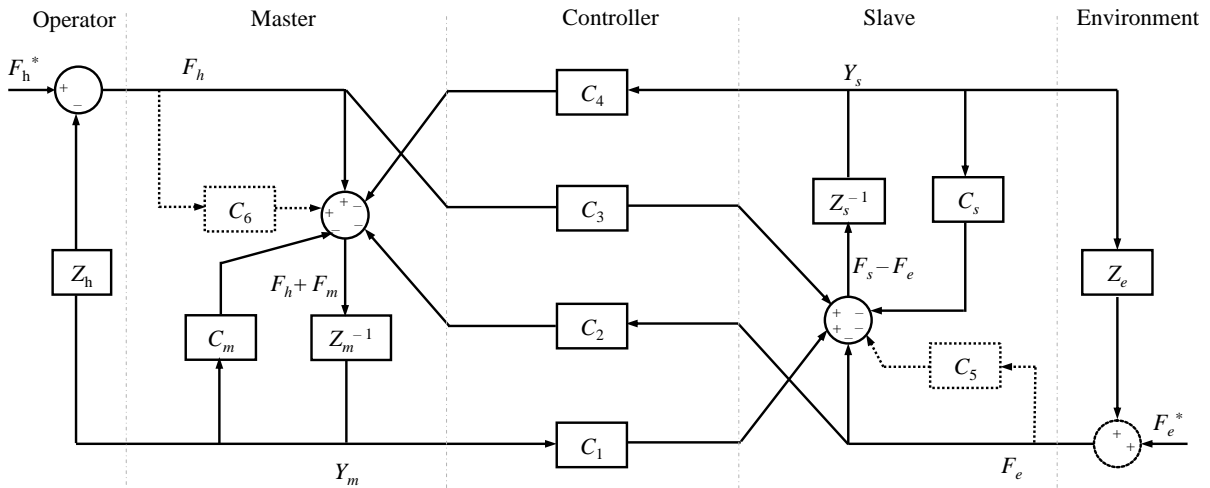 Operator Master Controller Slave Environment
F_h^* F_h Y_s
+ −
C_4
C_6 + + − − −
C_3
Z_s^{−1} C_s
Z_h
F_h + F_m
F_s – F_e
Z_e
C_m Z_m^{−1}
C_2
+ + − − −
C_5
C_1
+ + F_e^*
Y_m F_e